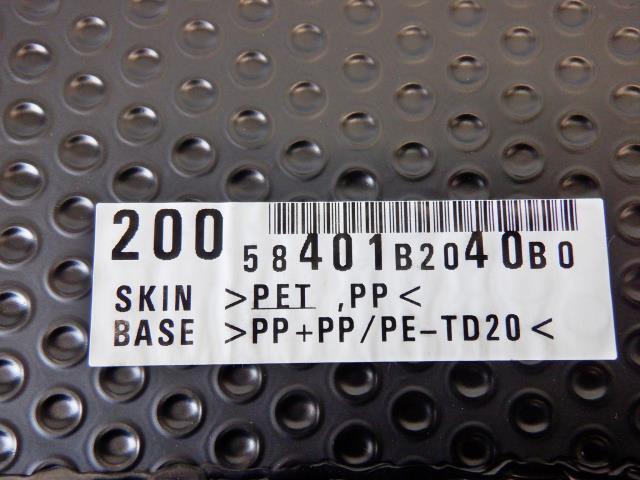 200 58401B2040B0
SKIN >PET ,PP<
BASE >PP+PP/PE-TD20<